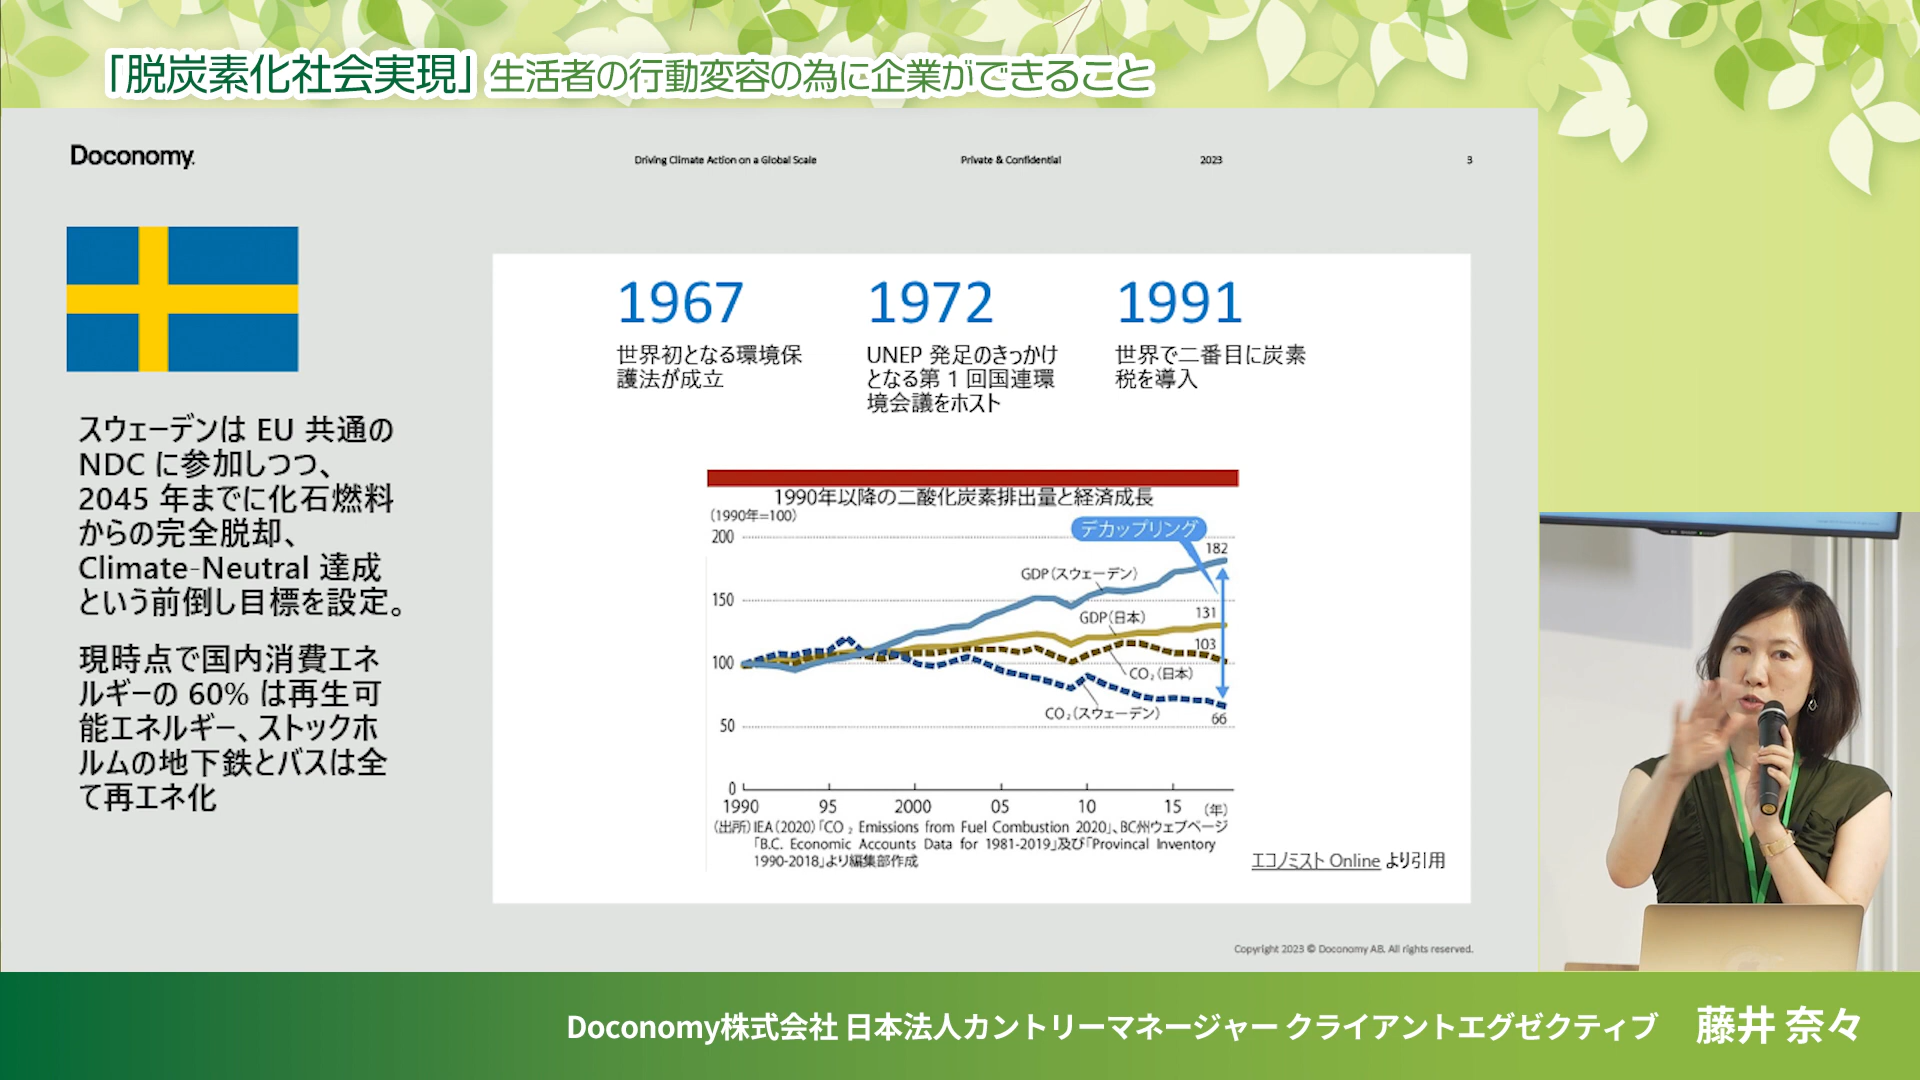 「脱炭素化社会実現」生活者の行動変容の為に企業ができること
Doconomy.
Driving Climate Action on a Global Scale
Private & Confidential
2023
3
スウェーデンは EU 共通の
NDC に参加しつつ、
2045 年までに化石燃料
からの完全脱却、
Climate-Neutral 達成
という前倒し目標を設定。
現時点で国内消費エネ
ルギーの 60% は再生可
能エネルギー、ストックホ
ルムの地下鉄とバスは全
て再エネ化
1967
世界初となる環境保
護法が成立
1972
UNEP 発足のきっかけ
となる第 1 回国連環
境会議をホスト
1991
世界で二番目に炭素
税を導入
1990年以降の二酸化炭素排出量と経済成長
(1990年=100)
デカップリング
200
150
100
50
0
182
GDP(スウェーデン)
131
GDP(日本)
103
CO₂(日本)
CO₂(スウェーデン)
66
1990 95 2000 05 10 15 (年)
(出所)IEA(2020)「CO₂ Emissions from Fuel Combustion 2020」、BC州ウェブページ
「B.C. Economic Accounts Data for 1981-2019」及び「Provincal Inventory
1990-2018」より編集部作成
エコノミスト Online より引用
Copyright 2023 © Doconomy AB. All rights reserved.
Doconomy株式会社 日本法人カントリーマネージャー クライアントエグゼクティブ 藤井 奈々